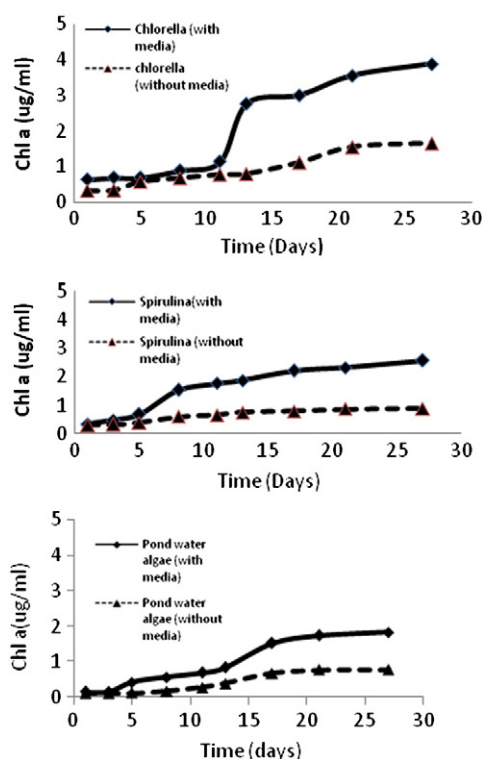 5
4
3
2
1
0
Chl a (ug/ml)
Chlorella (with
media)
chlorella
(without media)
0 5 10 15 20 25 30
Time (Days)
5
4
3
2
1
0
Chl a (ug/ml)
Spirulina(with
media)
Spirulina (without
media)
0 5 10 15 20 25 30
Time (Days)
5
4
3
2
1
0
Chl a(ug/ml)
Pond water
algae (with
media)
Pond water
algae (without
media)
0 5 10 15 20 25 30
Time (days)